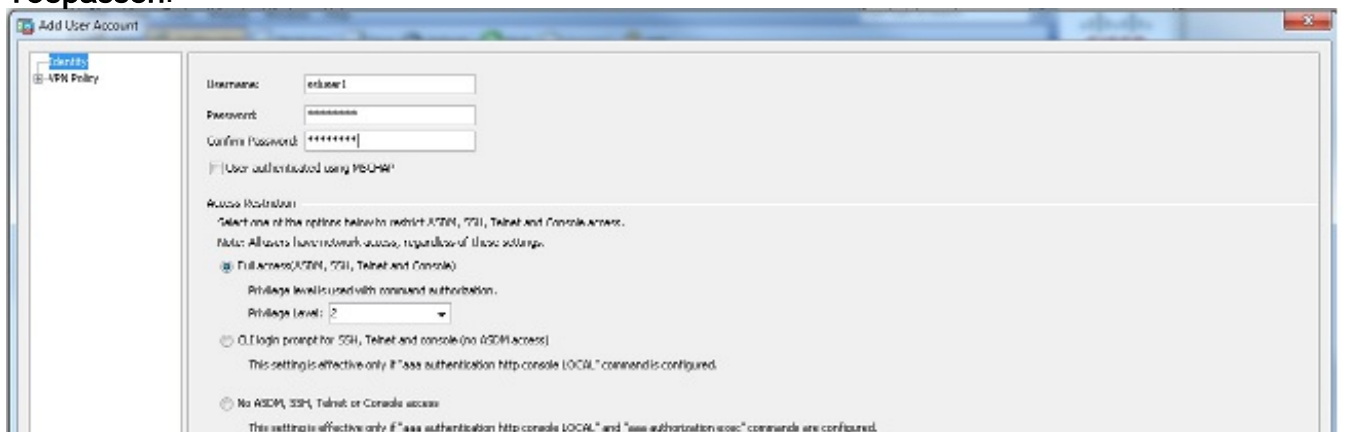 Toepassen.
Add User Account
Identity
VPN Policy
Username:
Password: ********
Confirm Password: ********
User authenticated using MSCHAP
Access Restriction
Select one of the options below to restrict ASDM, SSH, Telnet and Console access.
Note: All users have network access, regardless of these settings.
Full access(ASDM, SSH, Telnet and Console)
Privilege level is used with command authorization.
Privilege Level: 2
CLI login prompt for SSH, Telnet and console (no ASDM access)
This setting is effective only if "aaa authentication http console LOCAL" command is configured.
No ASDM, SSH, Telnet or Console access
This setting is effective only if "aaa authentication http console LOCAL" and "aaa authorization exec" commands are configured.